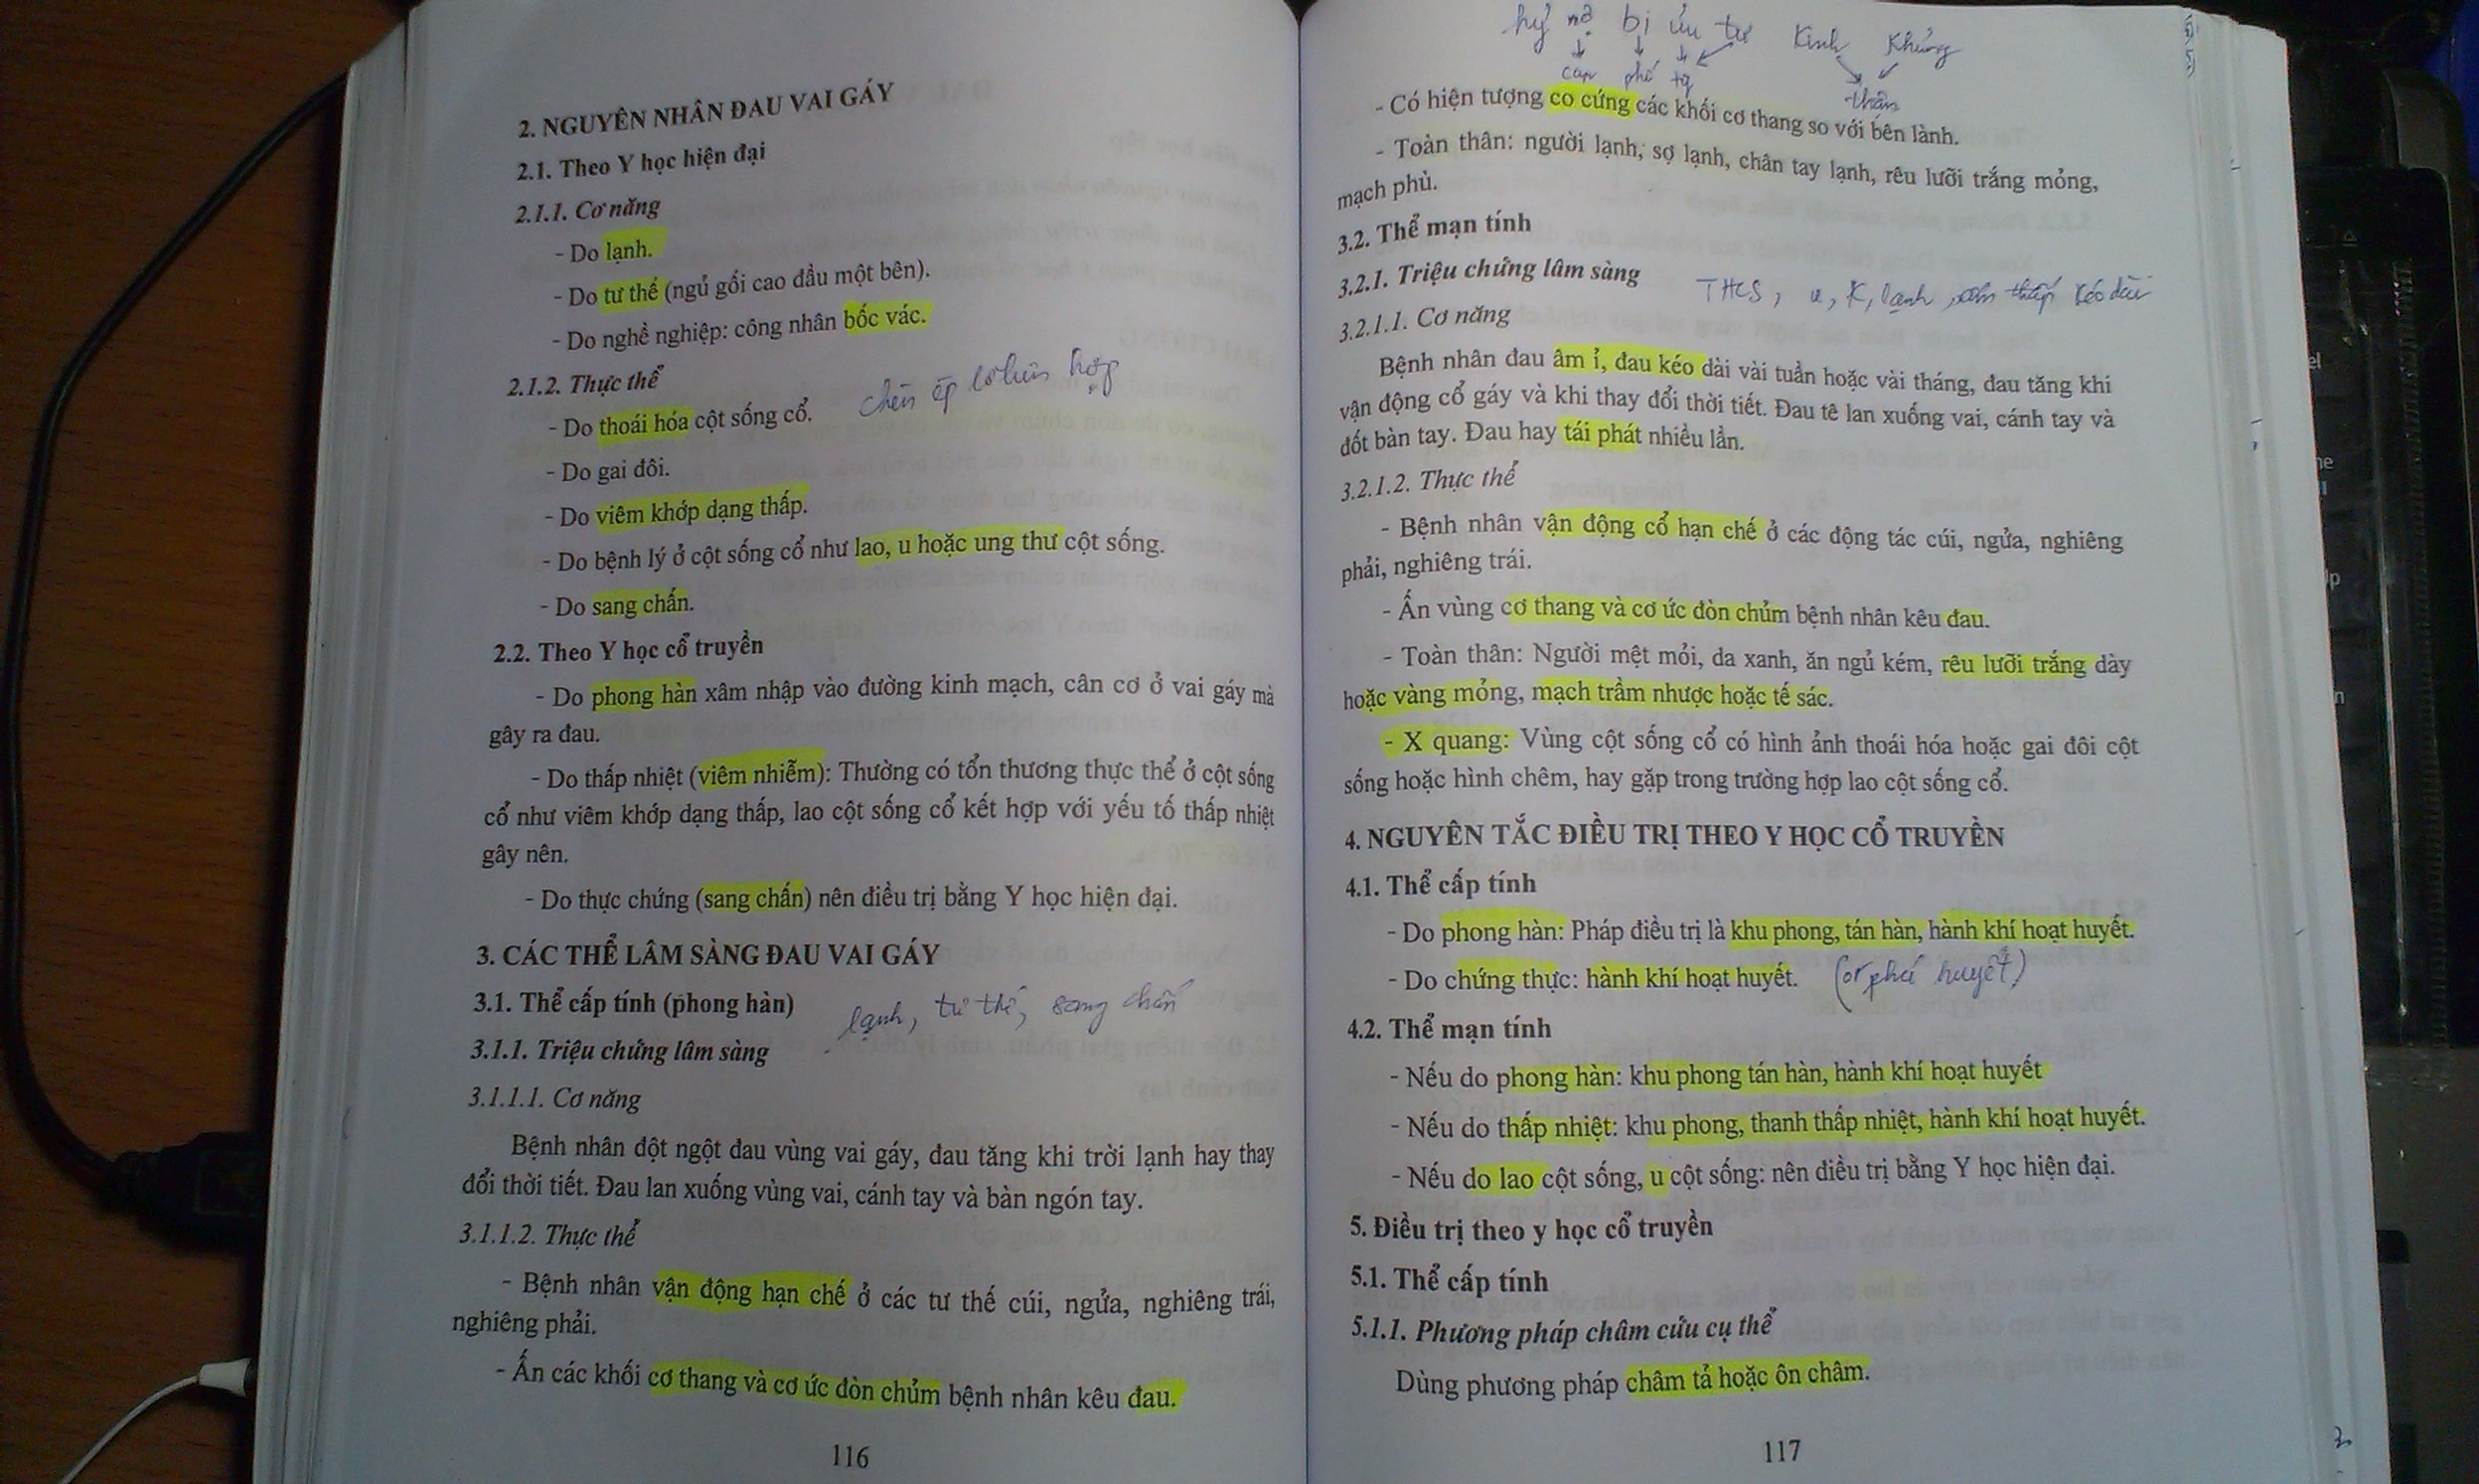 2. NGUYÊN NHÂN ĐAU VAI GÁY
2.1. Theo Y học hiện đại
2.1.1. Cơ năng
- Do lạnh.
- Do tư thế (ngủ gối cao đầu một bên).
- Do nghề nghiệp: công nhân bốc vác.
2.1.2. Thực thể
- Do thoái hóa cột sống cổ.
chèn ép hợp
- Do gai đôi.
- Do viêm khớp dạng thấp.
- Do bệnh lý ở cột sống cổ như lao, u hoặc ung thư cột sống.
- Do sang chấn.
2.2. Theo Y học cổ truyền
- Do phong hàn xâm nhập vào đường kinh mạch, cân cơ ở vai gáy mà
gây ra đau.
- Do thấp nhiệt (viêm nhiễm): Thường có tổn thương thực thể ở cột sống
cổ như viêm khớp dạng thấp, lao cột sống cổ kết hợp với yếu tố thấp nhiệt
gây nên.
- Do thực chứng (sang chấn) nên điều trị bằng Y học hiện đại.
3. CÁC THỂ LÂM SÀNG ĐAU VAI GÁY
3.1. Thể cấp tính (phong hàn)
lạnh, tư thế, sang chấn
3.1.1. Triệu chứng lâm sàng
3.1.1.1. Cơ năng
Bệnh nhân đột ngột đau vùng vai gáy, đau tăng khi trời lạnh hay thay
đổi thời tiết. Đau lan xuống vùng vai, cánh tay và bàn ngón tay.
3.1.1.2. Thực thể
- Bệnh nhân vận động hạn chế ở các tư thế cúi, ngửa, nghiêng trái,
nghiêng phải.
- Ấn các khối cơ thang và cơ ức đòn chũm bệnh nhân kêu đau.
116
hỷ nộ bi ưu tư Kinh Khủng
can phế tỳ
thận
- Có hiện tượng co cứng các khối cơ thang so với bên lành.
- Toàn thân: người lạnh, sợ lạnh, chân tay lạnh, rêu lưỡi trắng mỏng,
mạch phù.
3.2. Thể mạn tính
3.2.1. Triệu chứng lâm sàng
THCS, u, K, lạnh, thấp kéo dài
3.2.1.1. Cơ năng
Bệnh nhân đau âm ỉ, đau kéo dài vài tuần hoặc vài tháng, đau tăng khi
vận động cổ gáy và khi thay đổi thời tiết. Đau tê lan xuống vai, cánh tay và
đốt bàn tay. Đau hay tái phát nhiều lần.
3.2.1.2. Thực thể
- Bệnh nhân vận động cổ hạn chế ở các động tác cúi, ngửa, nghiêng
phải, nghiêng trái.
- Ấn vùng cơ thang và cơ ức đòn chủm bệnh nhân kêu đau.
- Toàn thân: Người mệt mỏi, da xanh, ăn ngủ kém, rêu lưỡi trắng dày
hoặc vàng mỏng, mạch trầm nhược hoặc tế sác.
- X quang: Vùng cột sống cổ có hình ảnh thoái hóa hoặc gai đôi cột
sống hoặc hình chêm, hay gặp trong trường hợp lao cột sống cổ.
4. NGUYÊN TẮC ĐIỀU TRỊ THEO Y HỌC CỔ TRUYỀN
4.1. Thể cấp tính
- Do phong hàn: Pháp điều trị là khu phong, tán hàn, hành khí hoạt huyết.
- Do chứng thực: hành khí hoạt huyết. (or phá huyết)
4.2. Thể mạn tính
- Nếu do phong hàn: khu phong tán hàn, hành khí hoạt huyết
- Nếu do thấp nhiệt: khu phong, thanh thấp nhiệt, hành khí hoạt huyết.
- Nếu do lao cột sống, u cột sống: nên điều trị bằng Y học hiện đại.
5. Điều trị theo y học cổ truyền
5.1. Thể cấp tính
5.1.1. Phương pháp châm cứu cụ thể
Dùng phương pháp châm tả hoặc ôn châm.
117